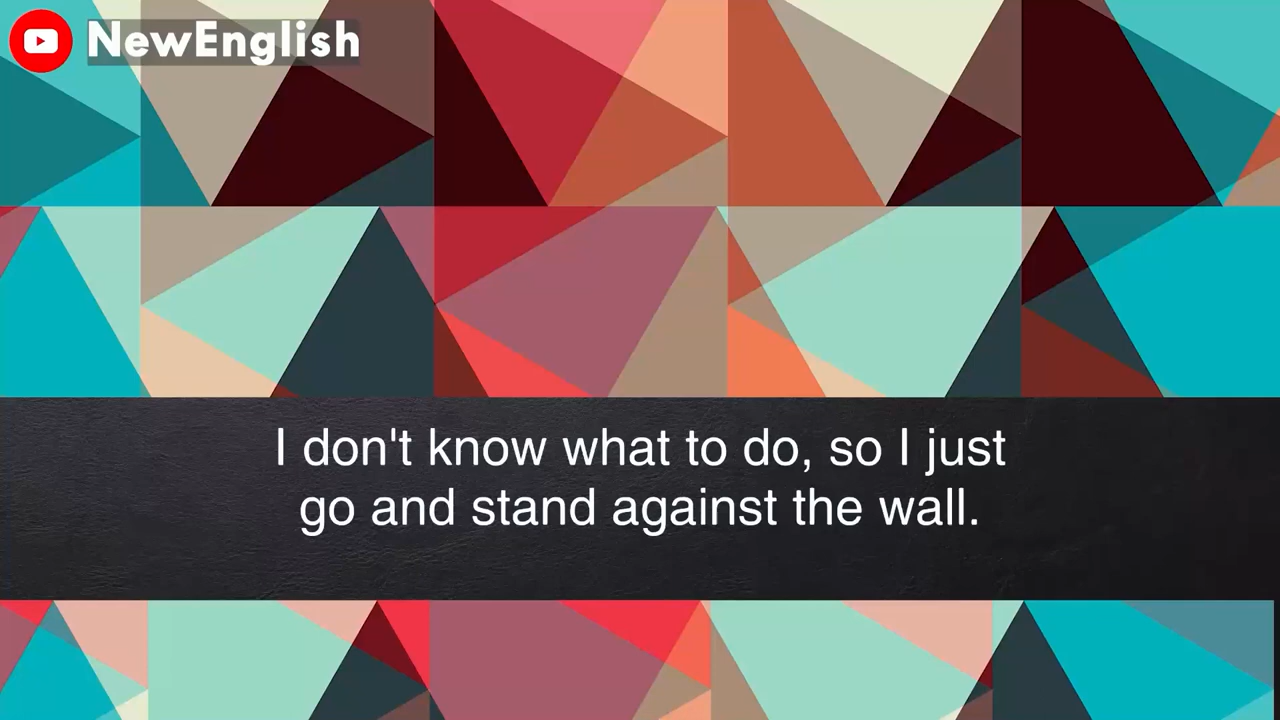 NewEnglish
I don't know what to do, so I just
go and stand against the wall.